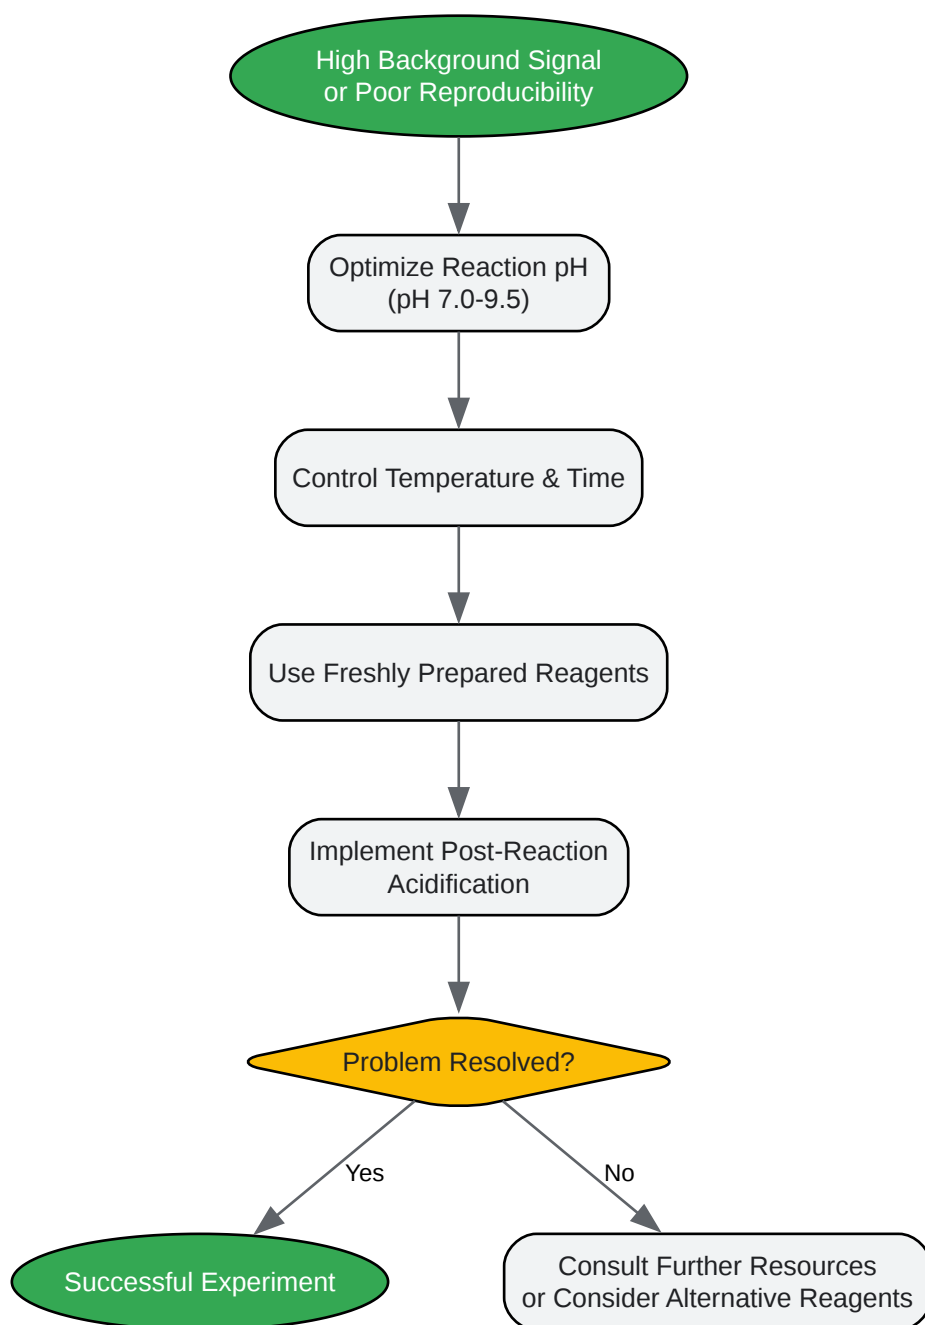 High Background Signal
or Poor Reproducibility
Optimize Reaction pH
(pH 7.0-9.5)
Control Temperature & Time
Use Freshly Prepared Reagents
Implement Post-Reaction
Acidification
Problem Resolved?
Yes
No
Successful Experiment
Consult Further Resources
or Consider Alternative Reagents